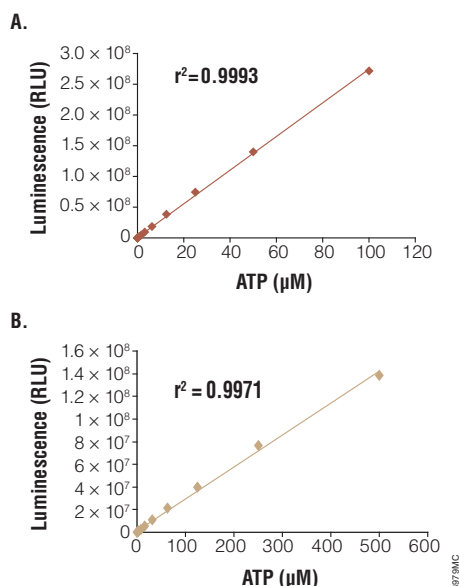 A.
Luminescence (RLU)
3.0 × 10⁸
2.5 × 10⁸
2.0 × 10⁸
1.5 × 10⁸
1.0 × 10⁸
0.5 × 10⁸
0
r²=0.9993
0 20 40 60 80 100 120
ATP (µM)
B.
Luminescence (RLU)
1.6 × 10⁸
1.4 × 10⁸
1.2 × 10⁸
1.0 × 10⁸
8 × 10⁷
6 × 10⁷
4 × 10⁷
2 × 10⁷
0
r² = 0.9971
0 100 200 300 400 500 600
ATP (µM)